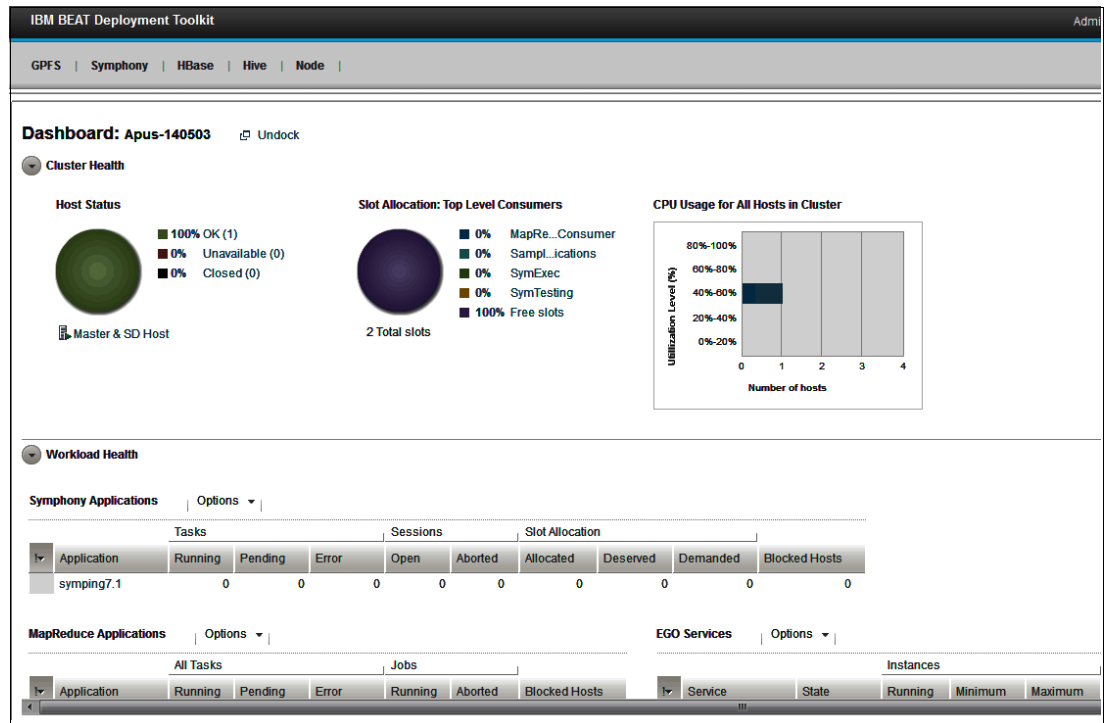 IBM BEAT Deployment Toolkit Admi
GPFS | Symphony | HBase | Hive | Node |
Dashboard: Apus-140503 Undock
Cluster Health
Host Status
100% OK (1)
0% Unavailable (0)
0% Closed (0)
Master & SD Host
Slot Allocation: Top Level Consumers
0% MapRe...Consumer
0% Sampl...ications
0% SymExec
0% SymTesting
100% Free slots
2 Total slots
CPU Usage for All Hosts in Cluster
Utillization Level (%)
80%-100%
60%-80%
40%-60%
20%-40%
0%-20%
0 1 2 3 4
Number of hosts
Workload Health
Symphony Applications | Options |
Tasks Sessions Slot Allocation
Application Running Pending Error Open Aborted Allocated Deserved Demanded Blocked Hosts
symping7.1 0 0 0 0 0 0 0 0 0
MapReduce Applications | Options |
All Tasks Jobs
Application Running Pending Error Running Aborted Blocked Hosts
EGO Services | Options |
Instances
Service State Running Minimum Maximum